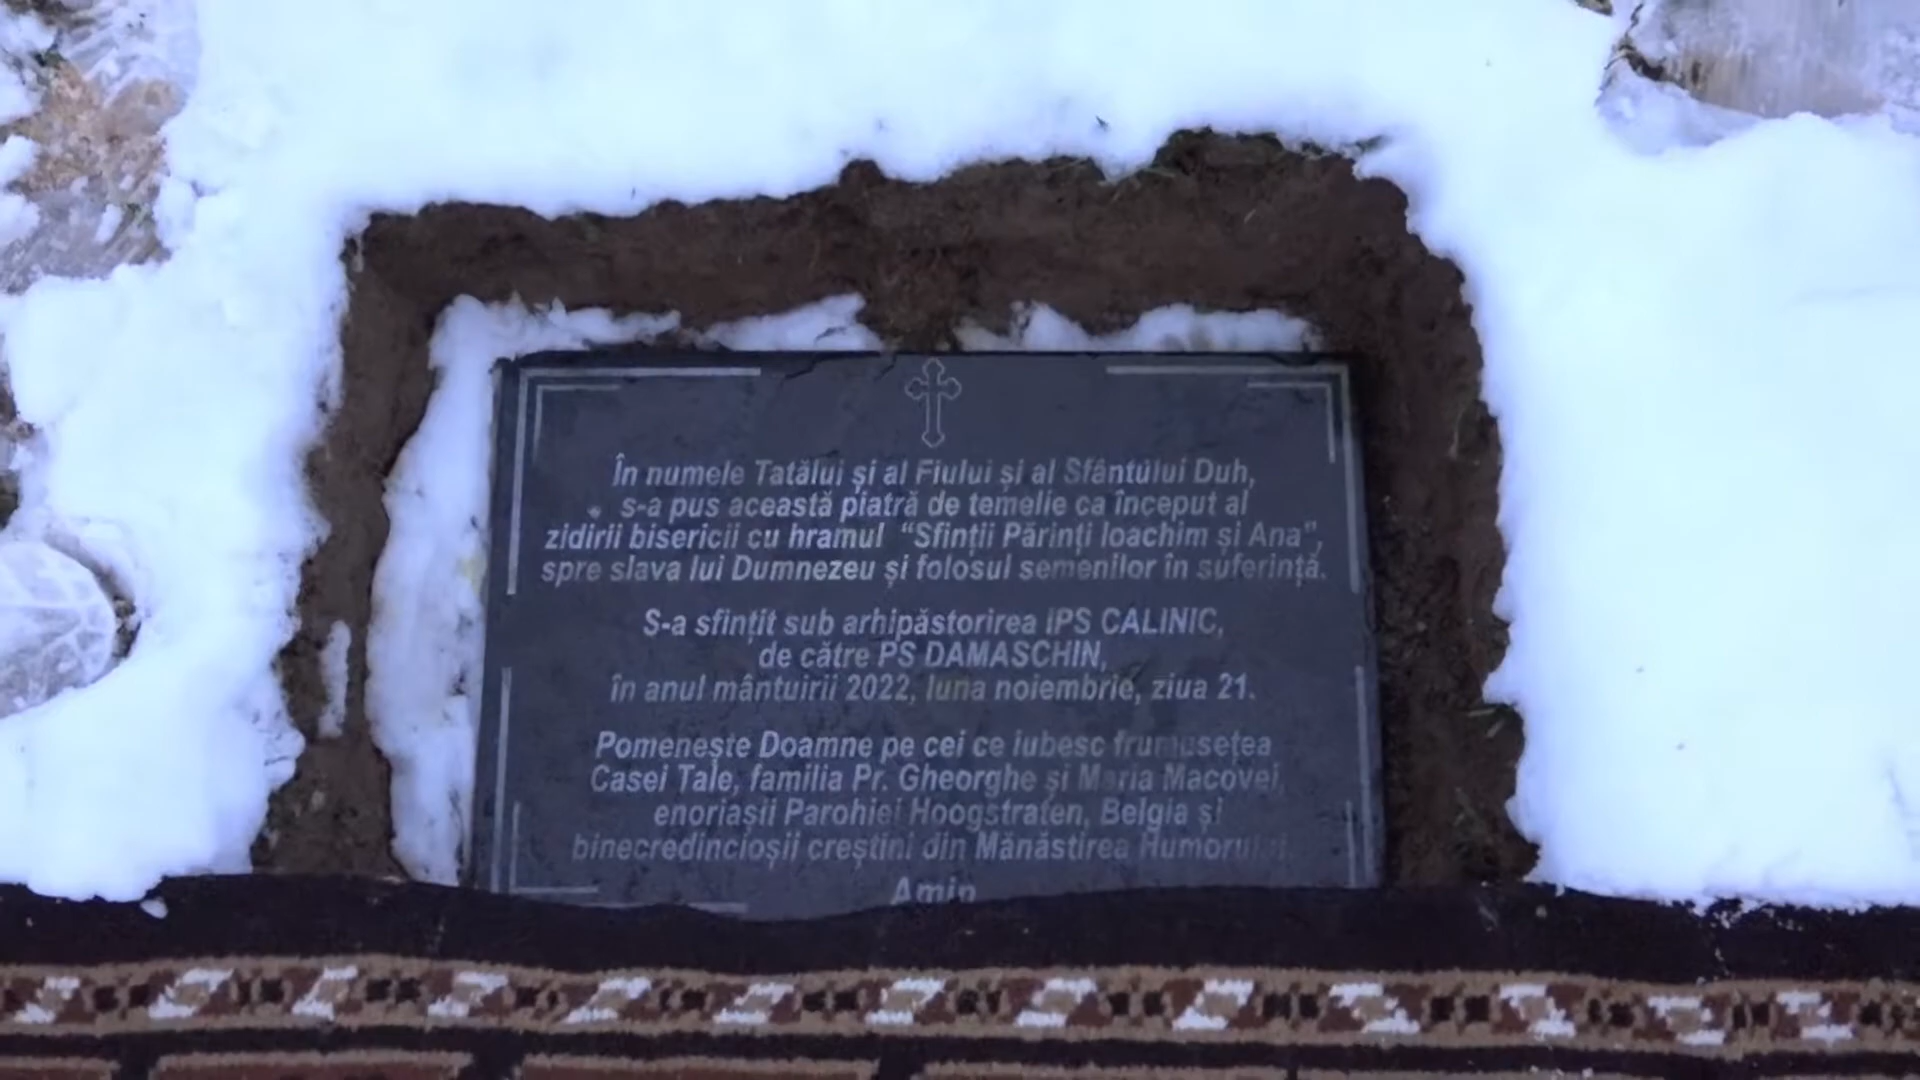 În numele Tatălui și al Fiului și al Sfântului Duh,
s-a pus această piatră de temelie ca început al
zidirii bisericii cu hramul “Sfinții Părinți Ioachim și Ana”,
spre slava lui Dumnezeu și folosul semenilor în suferință.
S-a sfințit sub arhipăstorirea IPS CALINIC,
de către PS DAMASCHIN,
în anul mântuirii 2022, luna noiembrie, ziua 21.
Pomenește Doamne pe cei ce iubesc frumusețea
Casei Tale, familia Pr. Gheorghe și Maria Macovei,
enoriașii Parohiei Hoogstraten, Belgia și
binecredincioșii creștini din Mănăstirea Humorului.
Amin